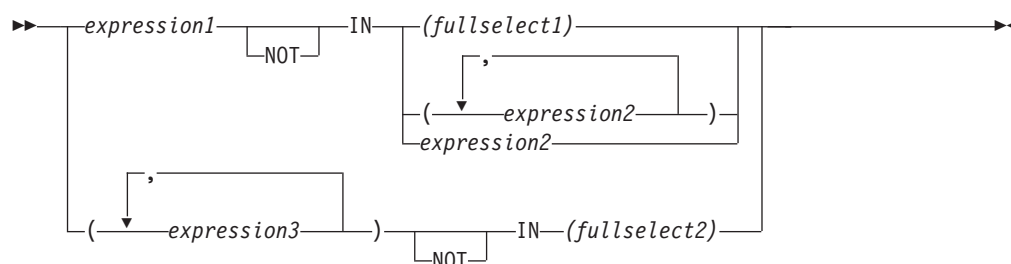 expression1 NOT IN (fullselect1)
,
( expression2 )
expression2
,
( expression3 ) NOT IN (fullselect2)